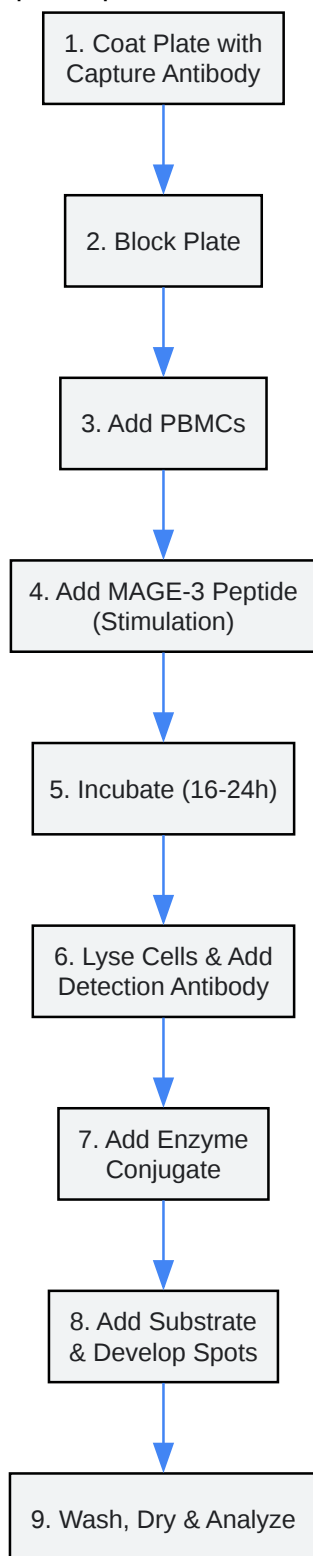 1. Coat Plate with
Capture Antibody
2. Block Plate
3. Add PBMCs
4. Add MAGE-3 Peptide
(Stimulation)
5. Incubate (16-24h)
6. Lyse Cells & Add
Detection Antibody
7. Add Enzyme
Conjugate
8. Add Substrate
& Develop Spots
9. Wash, Dry & Analyze